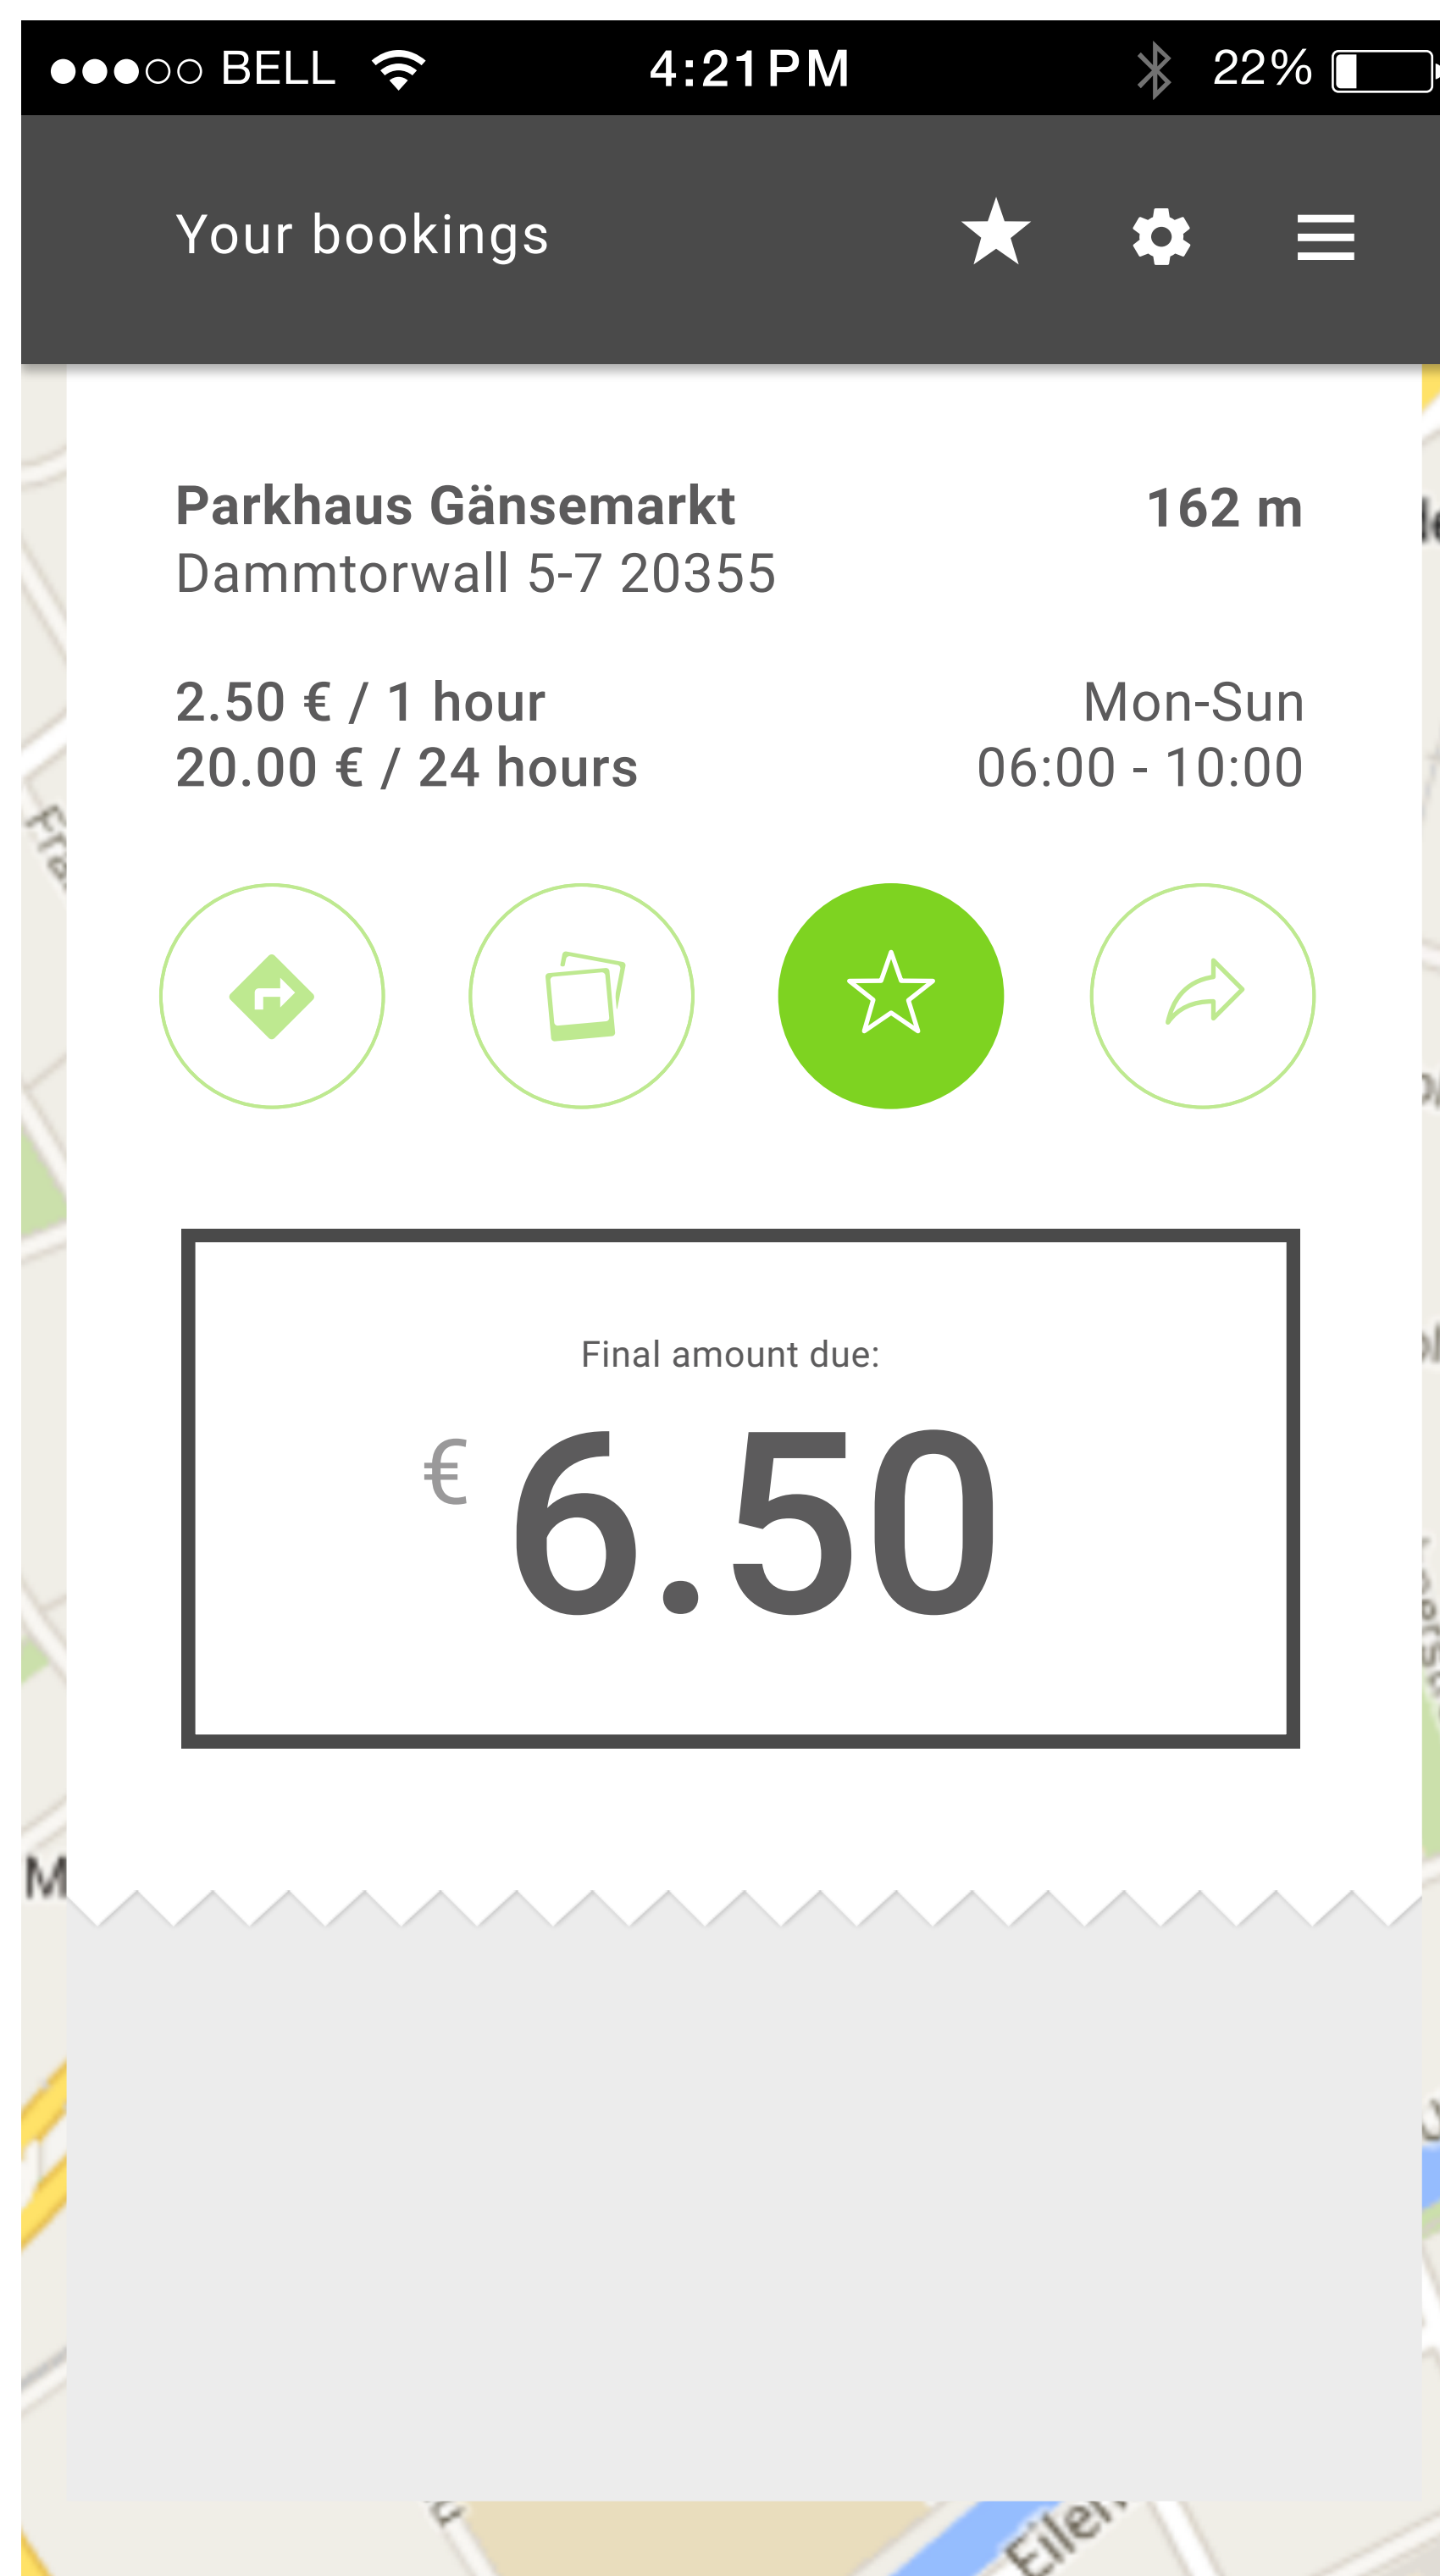 BELL 4:21PM 22%
Your bookings
Parkhaus Gänsemarkt 162 m
Dammtorwall 5-7 20355
2.50 € / 1 hour Mon-Sun
20.00 € / 24 hours 06:00 - 10:00
Final amount due:
€ 6.50